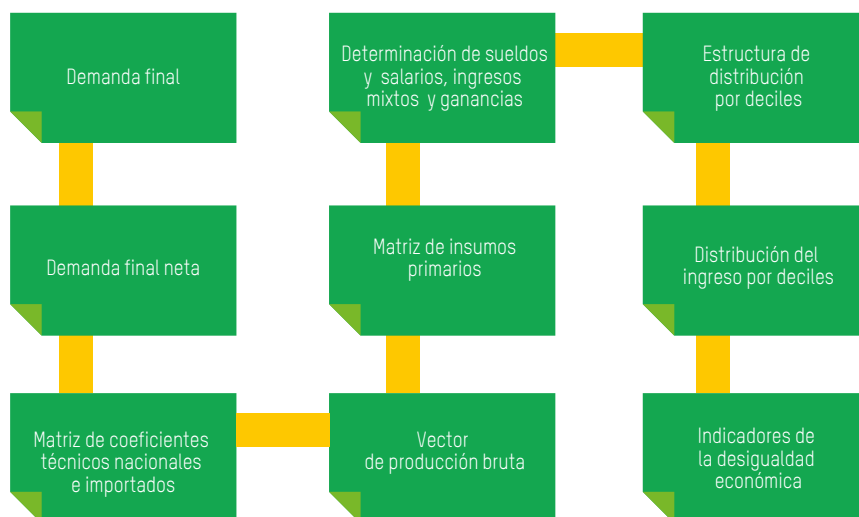 Demanda final
Demanda final neta
Matriz de coeficientes
técnicos nacionales
e importados
Vector
de producción bruta
Matriz de insumos
primarios
Determinación de sueldos
y salarios, ingresos
mixtos y ganancias
Estructura de
distribución
por deciles
Distribución del
ingreso por deciles
Indicadores de
la desigualdad
económica